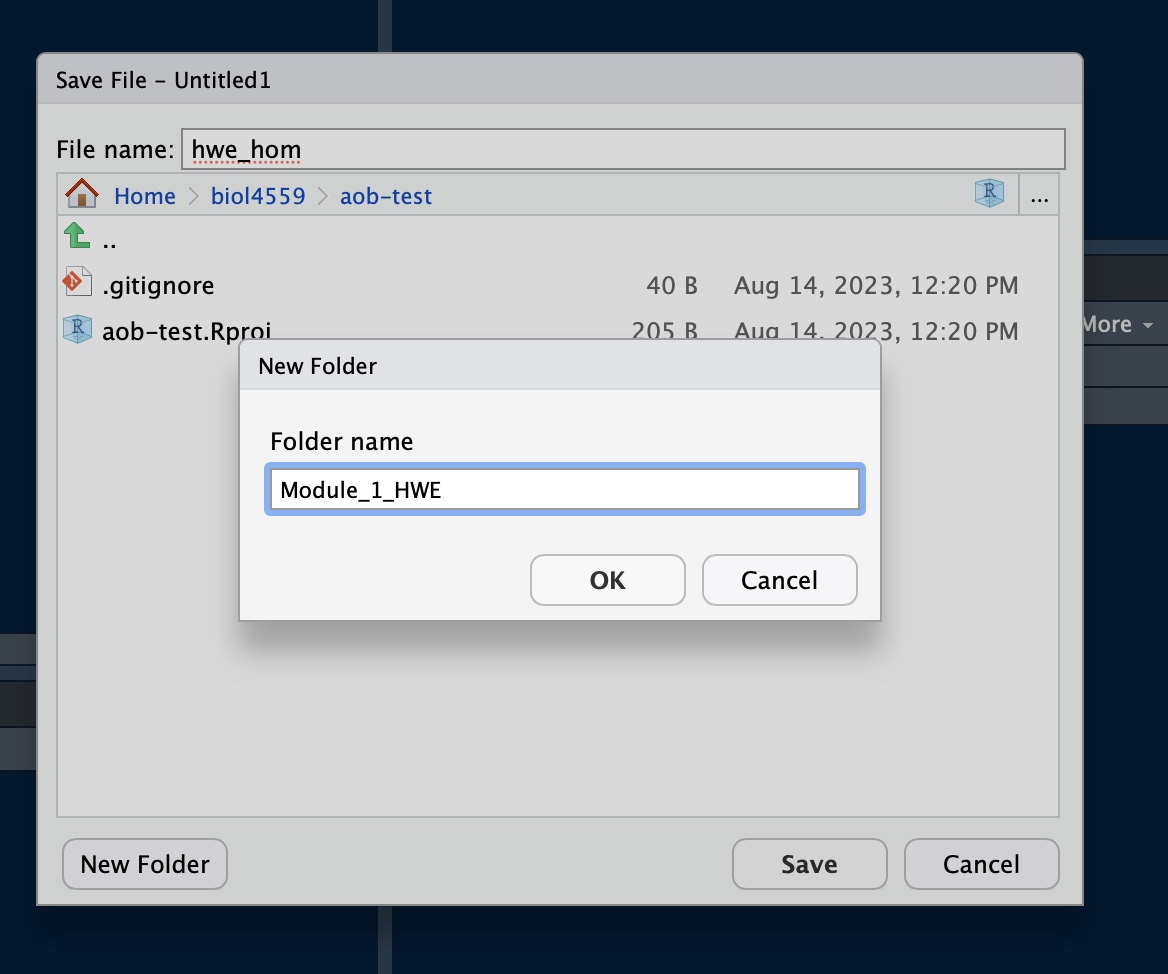 Save File – Untitled1
File name: hwe_hom
Home biol4559 aob-test R ...
..
.gitignore 40 B Aug 14, 2023, 12:20 PM
R aob-test.Rproj 205 B Aug 14, 2023, 12:20 PM
More
New Folder
Folder name
Module_1_HWE
OK Cancel
New Folder Save Cancel